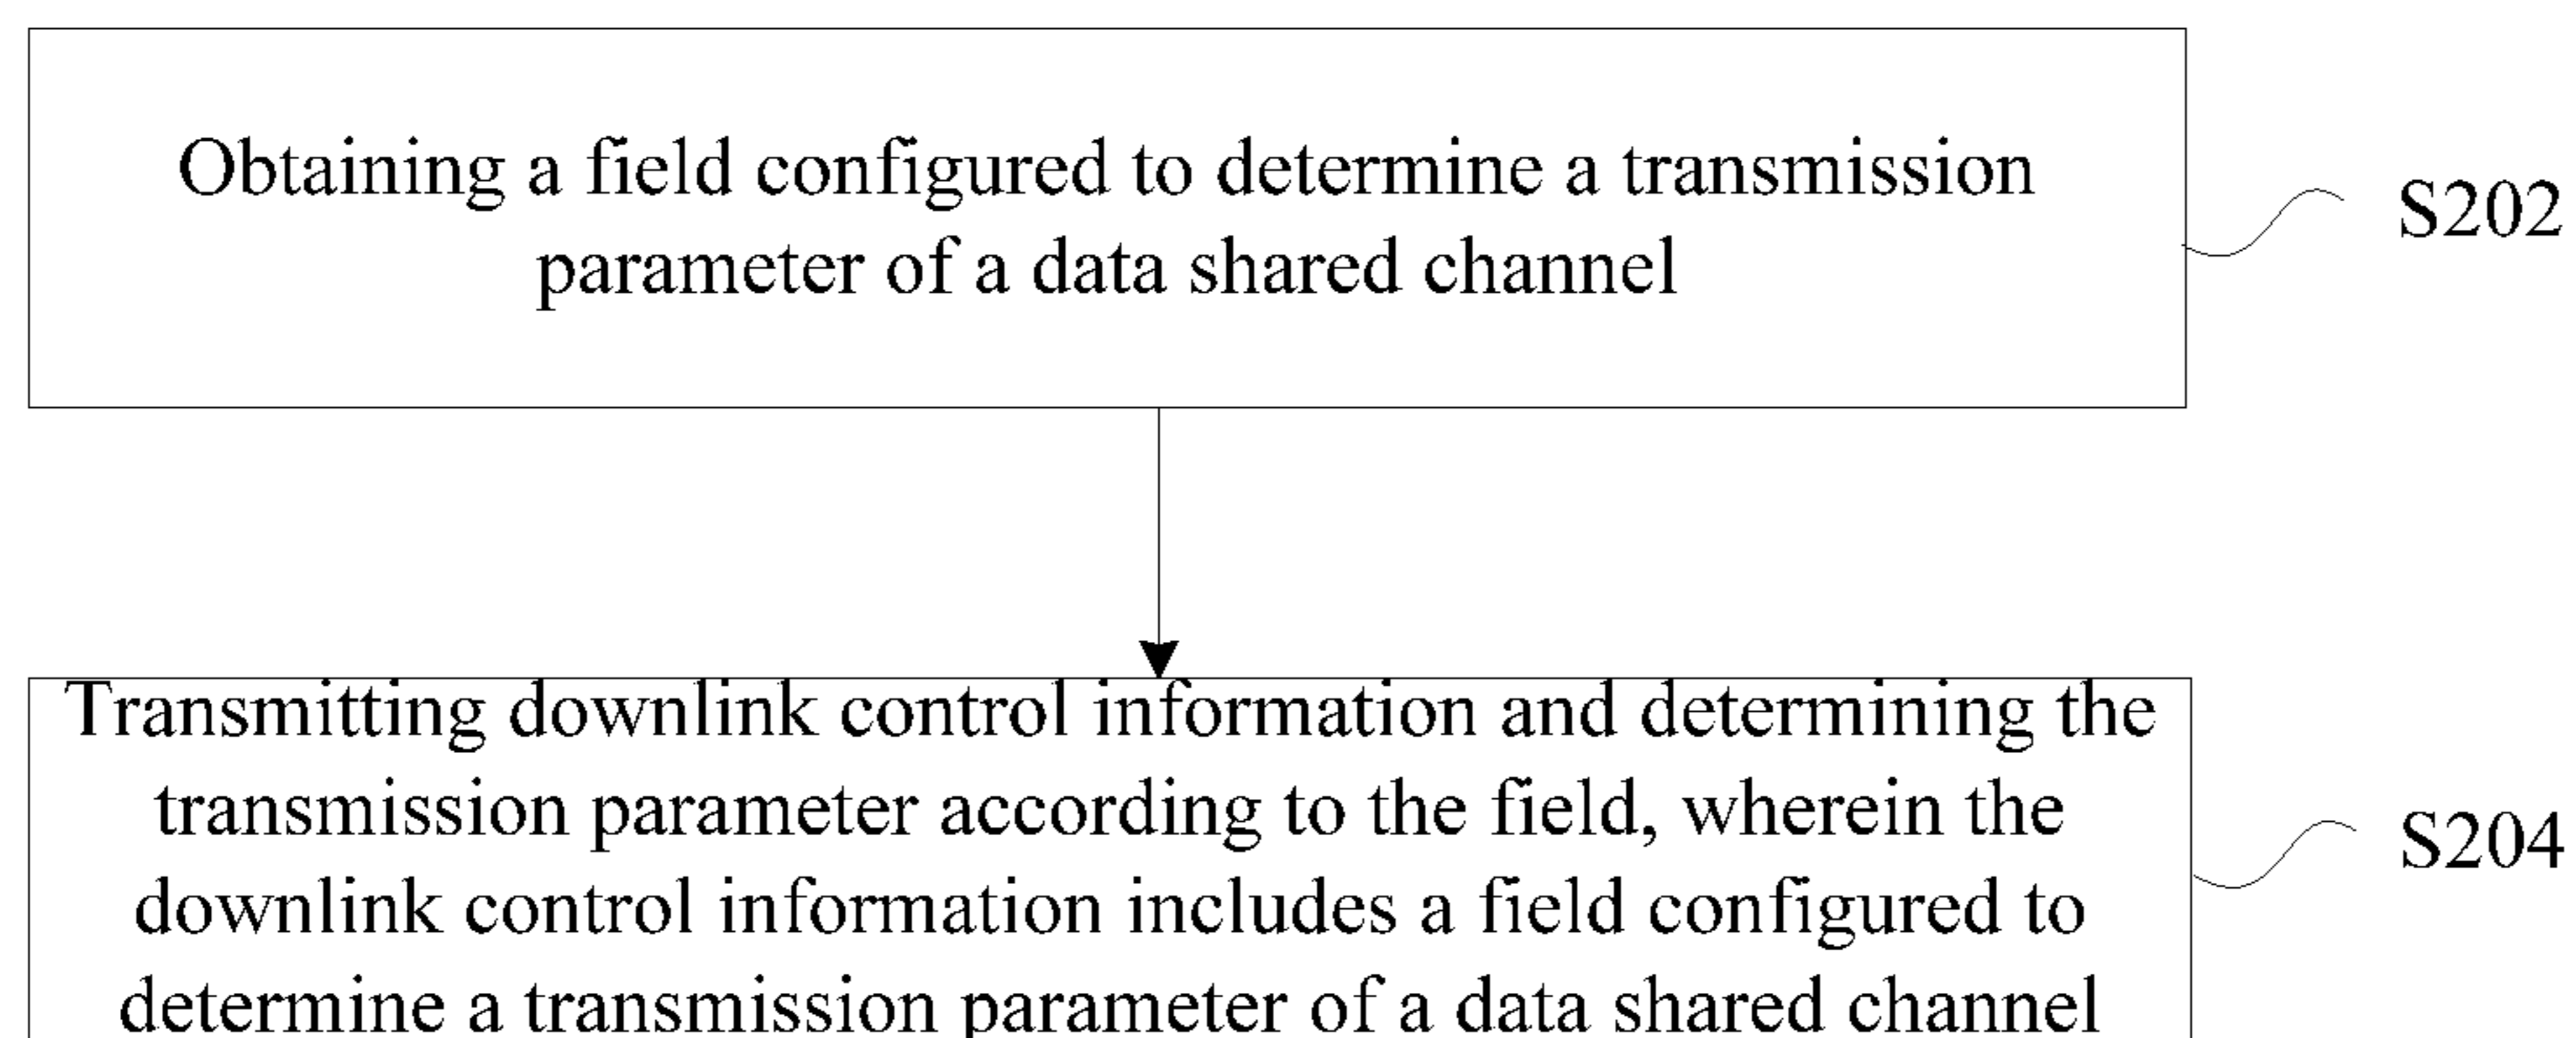 Obtaining a field configured to determine a transmission
parameter of a data shared channel
S202
Transmitting downlink control information and determining the
transmission parameter according to the field, wherein the
downlink control information includes a field configured to
determine a transmission parameter of a data shared channel
S204